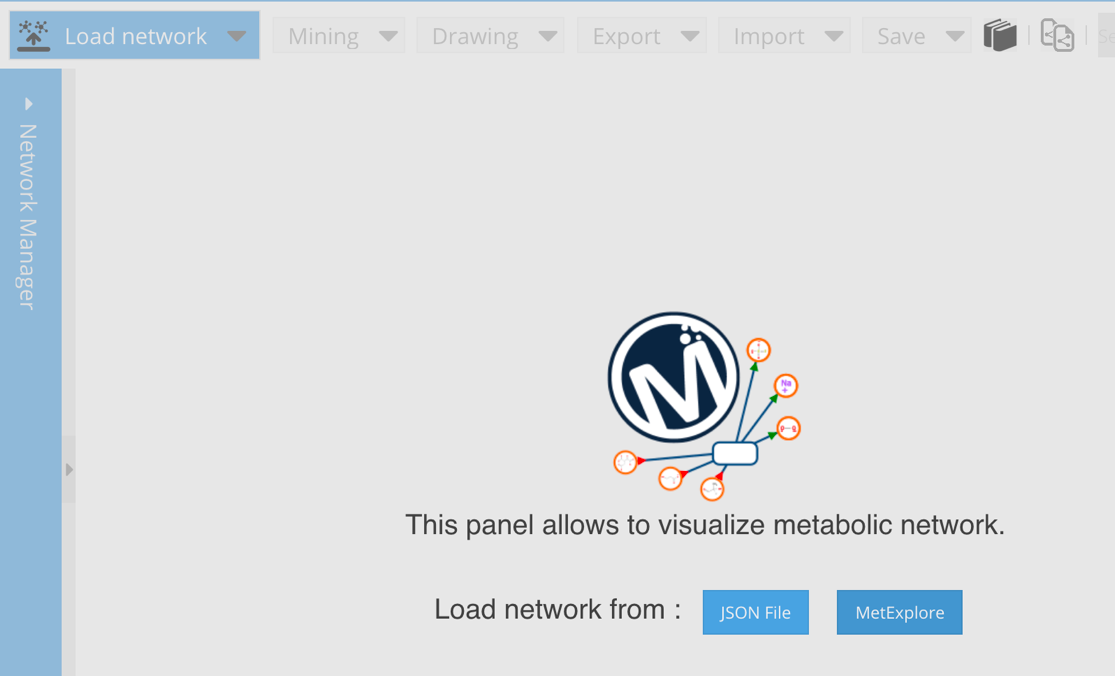 Load network Mining Drawing Export Import Save
Network Manager
M
Na
+
This panel allows to visualize metabolic network.
Load network from : JSON File MetExplore